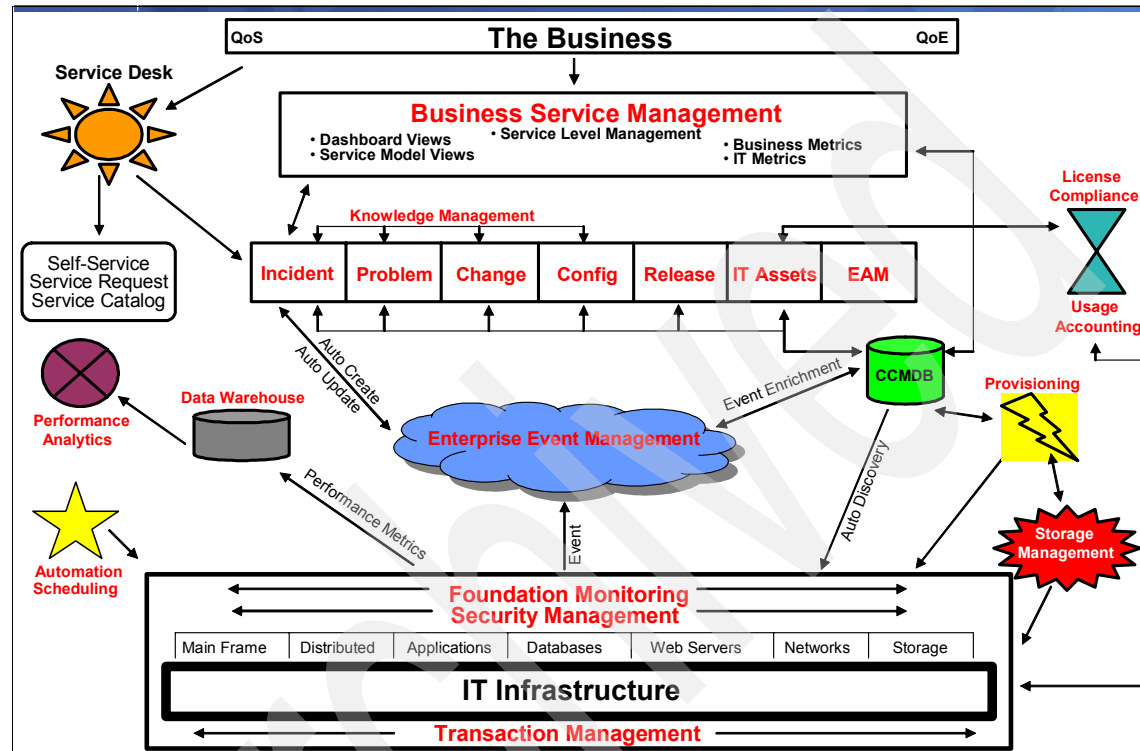 QoS
The Business
QoE
Service Desk
Business Service Management
• Dashboard Views
• Service Model Views
• Service Level Management
• Business Metrics
• IT Metrics
License
Compliance
Knowledge Management
Incident
Problem
Change
Config
Release
IT Assets
EAM
Self-Service
Service Request
Service Catalog
Usage
Accounting
Auto Create
Auto Update
Event Enrichment
CCMDB
Provisioning
Data Warehouse
Performance
Analytics
Enterprise Event Management
Performance Metrics
Event
Auto Discovery
Storage
Management
Automation
Scheduling
Foundation Monitoring
Security Management
Main Frame
Distributed
Applications
Databases
Web Servers
Networks
Storage
IT Infrastructure
Transaction Management